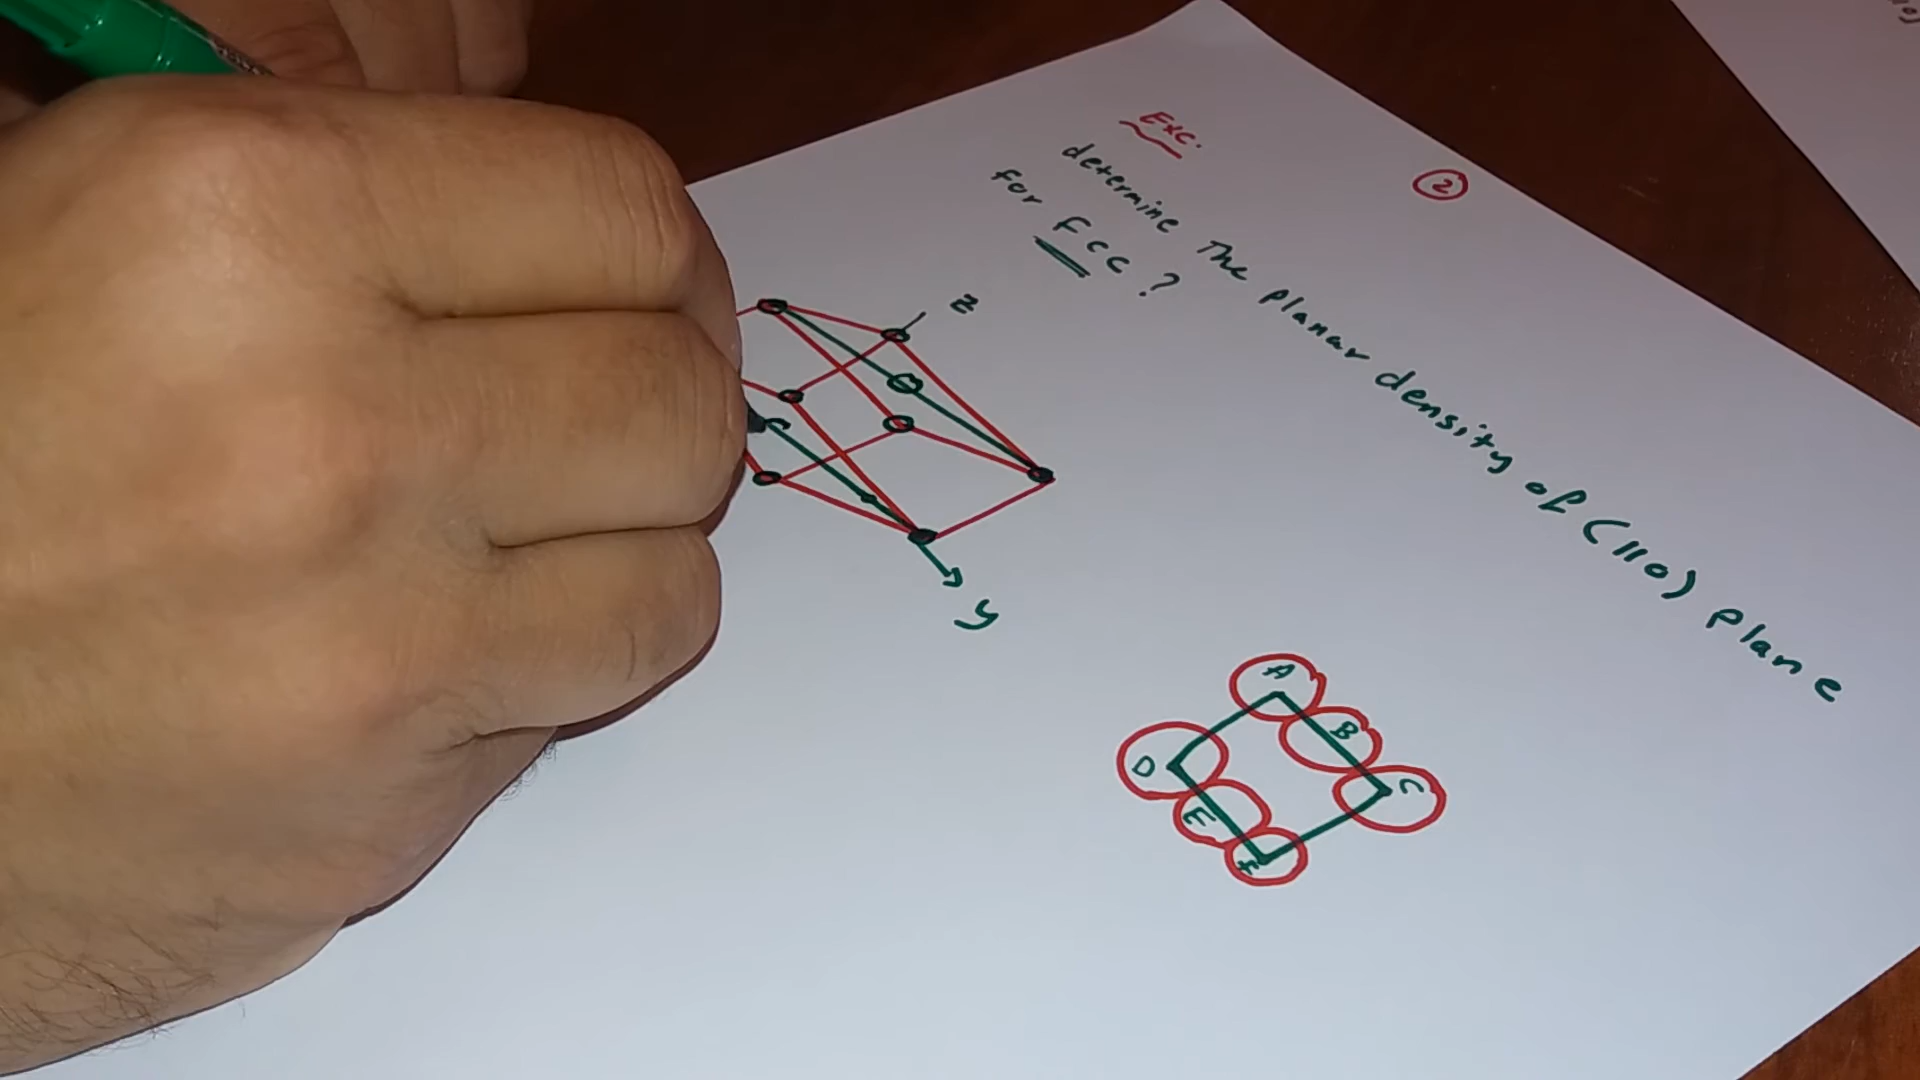 ②
Exc.
determine The planar density of (110) plane
for FCC ?
z
y
A
B
C
D
E
F